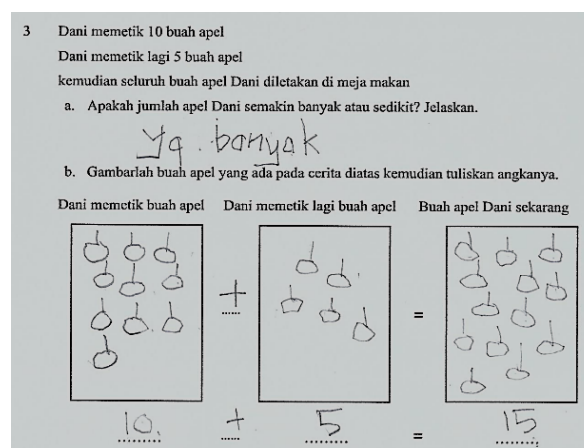 3 Dani memetik 10 buah apel
Dani memetik lagi 5 buah apel
kemudian seluruh buah apel Dani diletakan di meja makan
a. Apakah jumlah apel Dani semakin banyak atau sedikit? Jelaskan.
Ya. banyak
b. Gambarlah buah apel yang ada pada cerita diatas kemudian tuliskan angkanya.
Dani memetik buah apel Dani memetik lagi buah apel Buah apel Dani sekarang
+ =
10. + 5 = 15